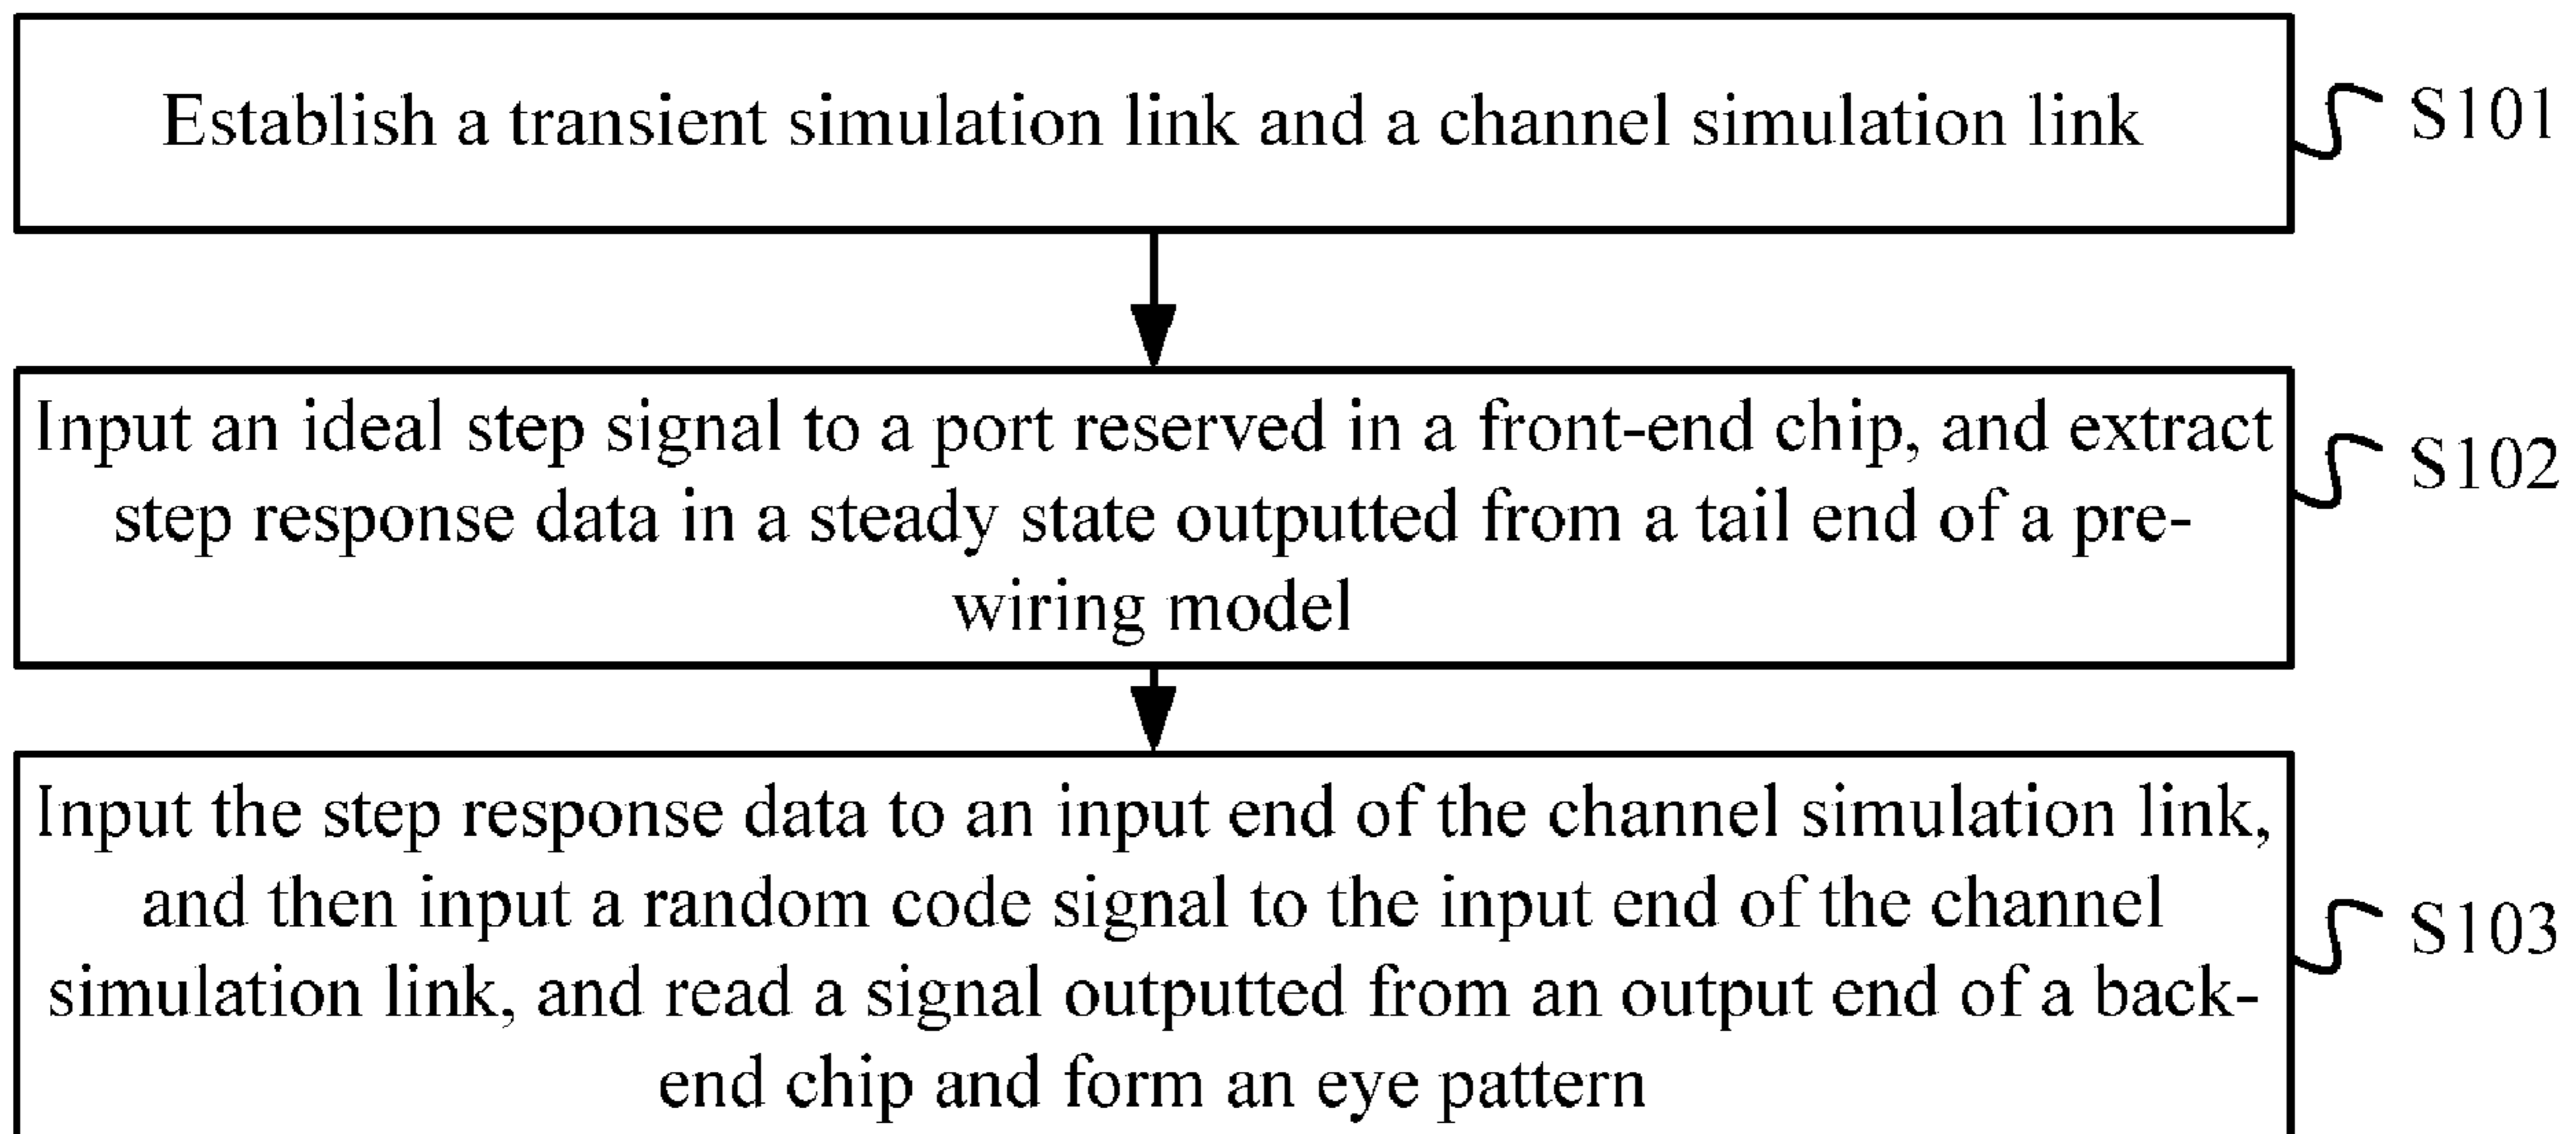 Establish a transient simulation link and a channel simulation link
S101
Input an ideal step signal to a port reserved in a front-end chip, and extract
step response data in a steady state outputted from a tail end of a pre-
wiring model
S102
Input the step response data to an input end of the channel simulation link,
and then input a random code signal to the input end of the channel
simulation link, and read a signal outputted from an output end of a back-
end chip and form an eye pattern
S103